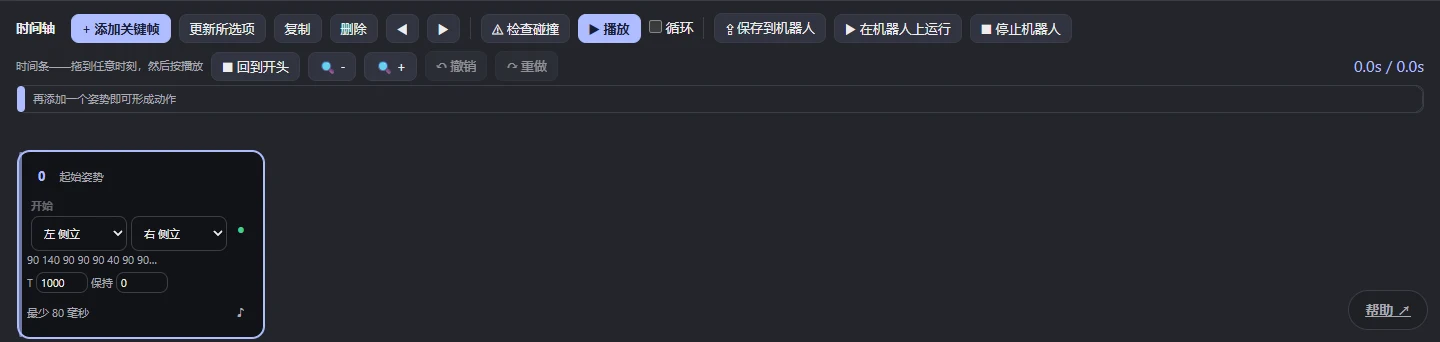 时间轴 + 添加关键帧 更新所选项 复制 删除 ◀ ▶ ⚠ 检查碰撞 ▶ 播放 循环 ⇪保存到机器人 ▶ 在机器人上运行 ■ 停止机器人
时间条——拖到任意时刻，然后按播放 ■ 回到开头 🔍 - 🔍 + ↶ 撤销 ↷ 重做 0.0s / 0.0s
再添加一个姿势即可形成动作
0 起始姿势
开始
左 侧立 右 侧立
90 140 90 90 90 40 90 90...
T 1000 保持 0
最少 80 毫秒 ♪
帮助 ↗